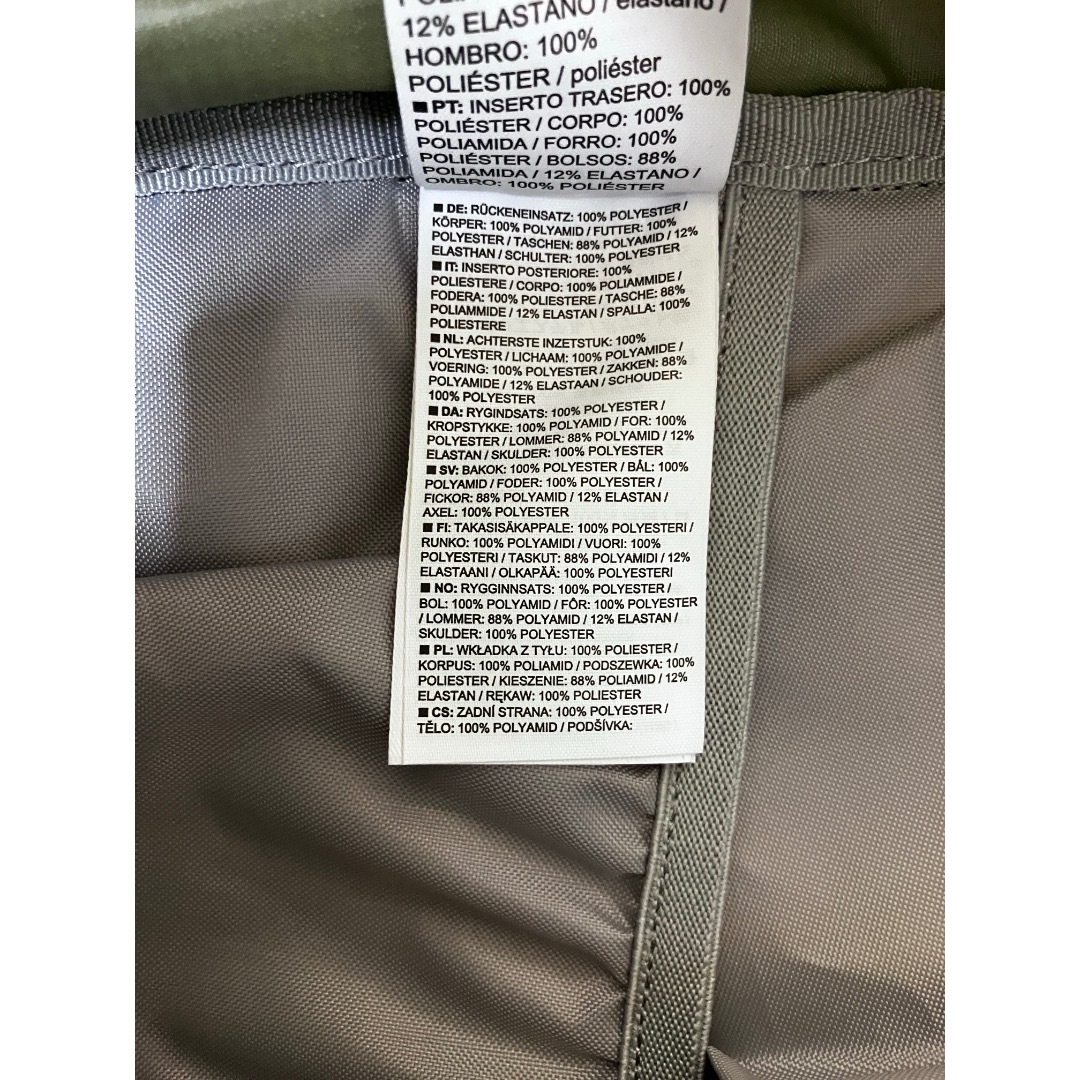 12% ELASTANO / elastano /
HOMBRO: 100%
POLIÉSTER / poliéster
■ PT: INSERTO TRASERO: 100%
POLIÉSTER / CORPO: 100%
POLIAMIDA / FORRO: 100%
POLIÉSTER / BOLSOS: 88%
POLIAMIDA / 12% ELASTANO /
OMBRO: 100% POLIÉSTER
■ DE: RÜCKENEINSATZ: 100% POLYESTER /
KÖRPER: 100% POLYAMID / FUTTER: 100%
POLYESTER / TASCHEN: 88% POLYAMID / 12%
ELASTHAN / SCHULTER: 100% POLYESTER
■ IT: INSERTO POSTERIORE: 100%
POLIESTERE / CORPO: 100% POLIAMMIDE /
FODERA: 100% POLIESTERE / TASCHE: 88%
POLIAMMIDE / 12% ELASTAN / SPALLA: 100%
POLIESTERE
■ NL: ACHTERSTE INZETSTUK: 100%
POLYESTER / LICHAAM: 100% POLYAMIDE /
VOERING: 100% POLYESTER / ZAKKEN: 88%
POLYAMIDE / 12% ELASTAAN / SCHOUDER:
100% POLYESTER
■ DA: RYGINDSATS: 100% POLYESTER /
KROPSTYKKE: 100% POLYAMID / FOR: 100%
POLYESTER / LOMMER: 88% POLYAMID / 12%
ELASTAN / SKULDER: 100% POLYESTER
■ SV: BAKOK: 100% POLYESTER / BÅL: 100%
POLYAMID / FODER: 100% POLYESTER /
FICKOR: 88% POLYAMID / 12% ELASTAN /
AXEL: 100% POLYESTER
■ FI: TAKASISÄKAPPALE: 100% POLYESTERI /
RUNKO: 100% POLYAMIDI / VUORI: 100%
POLYESTERI / TASKUT: 88% POLYAMIDI / 12%
ELASTAANI / OLKAPÄÄ: 100% POLYESTERI
■ NO: RYGGINNSATS: 100% POLYESTER /
BOL: 100% POLYAMID / FÔR: 100% POLYESTER
/ LOMMER: 88% POLYAMID / 12% ELASTAN /
SKULDER: 100% POLYESTER
■ PL: WKŁADKA Z TYŁU: 100% POLIESTER /
KORPUS: 100% POLIAMID / PODSZEWKA: 100%
POLIESTER / KIESZENIE: 88% POLIAMID / 12%
ELASTAN / RĘKAW: 100% POLIESTER
■ CS: ZADNÍ STRANA: 100% POLYESTER /
TĚLO: 100% POLYAMID / PODŠÍVKA: